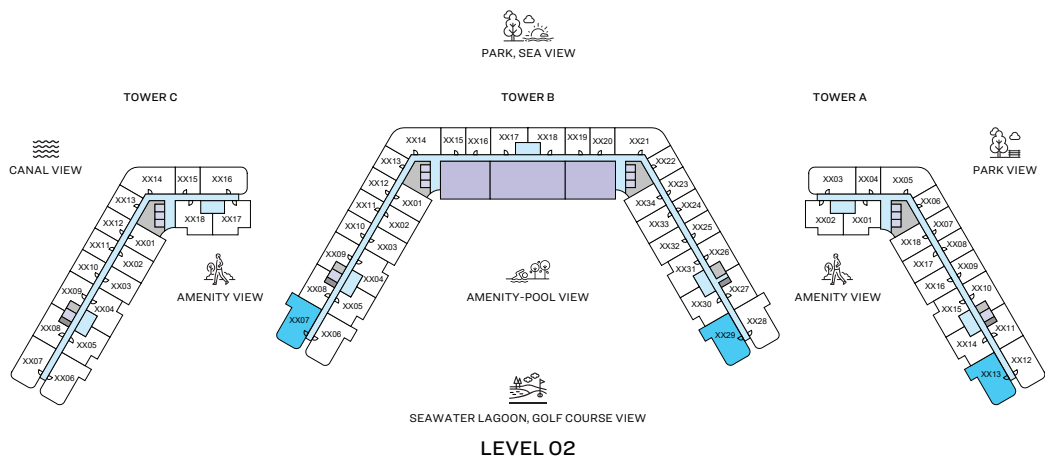 PARK, SEA VIEW
TOWER C
TOWER B
TOWER A
CANAL VIEW
PARK VIEW
XX14
XX15
XX16
XX13
XX12
XX11
XX10
XX09
XX08
XX07
XX18
XX17
XX01
XX02
XX03
XX04
XX05
XX06
AMENITY VIEW
XX14
XX15
XX16
XX17
XX18
XX19
XX20
XX21
XX13
XX12
XX11
XX10
XX09
XX08
XX07
XX01
XX02
XX03
XX04
XX05
XX06
XX22
XX23
XX24
XX25
XX26
XX27
XX28
XX34
XX33
XX32
XX31
XX30
XX29
AMENITY-POOL VIEW
XX03
XX04
XX05
XX02
XX01
XX06
XX07
XX08
XX09
XX10
XX11
XX12
XX18
XX17
XX16
XX15
XX14
XX13
AMENITY VIEW
SEAWATER LAGOON, GOLF COURSE VIEW
LEVEL 02